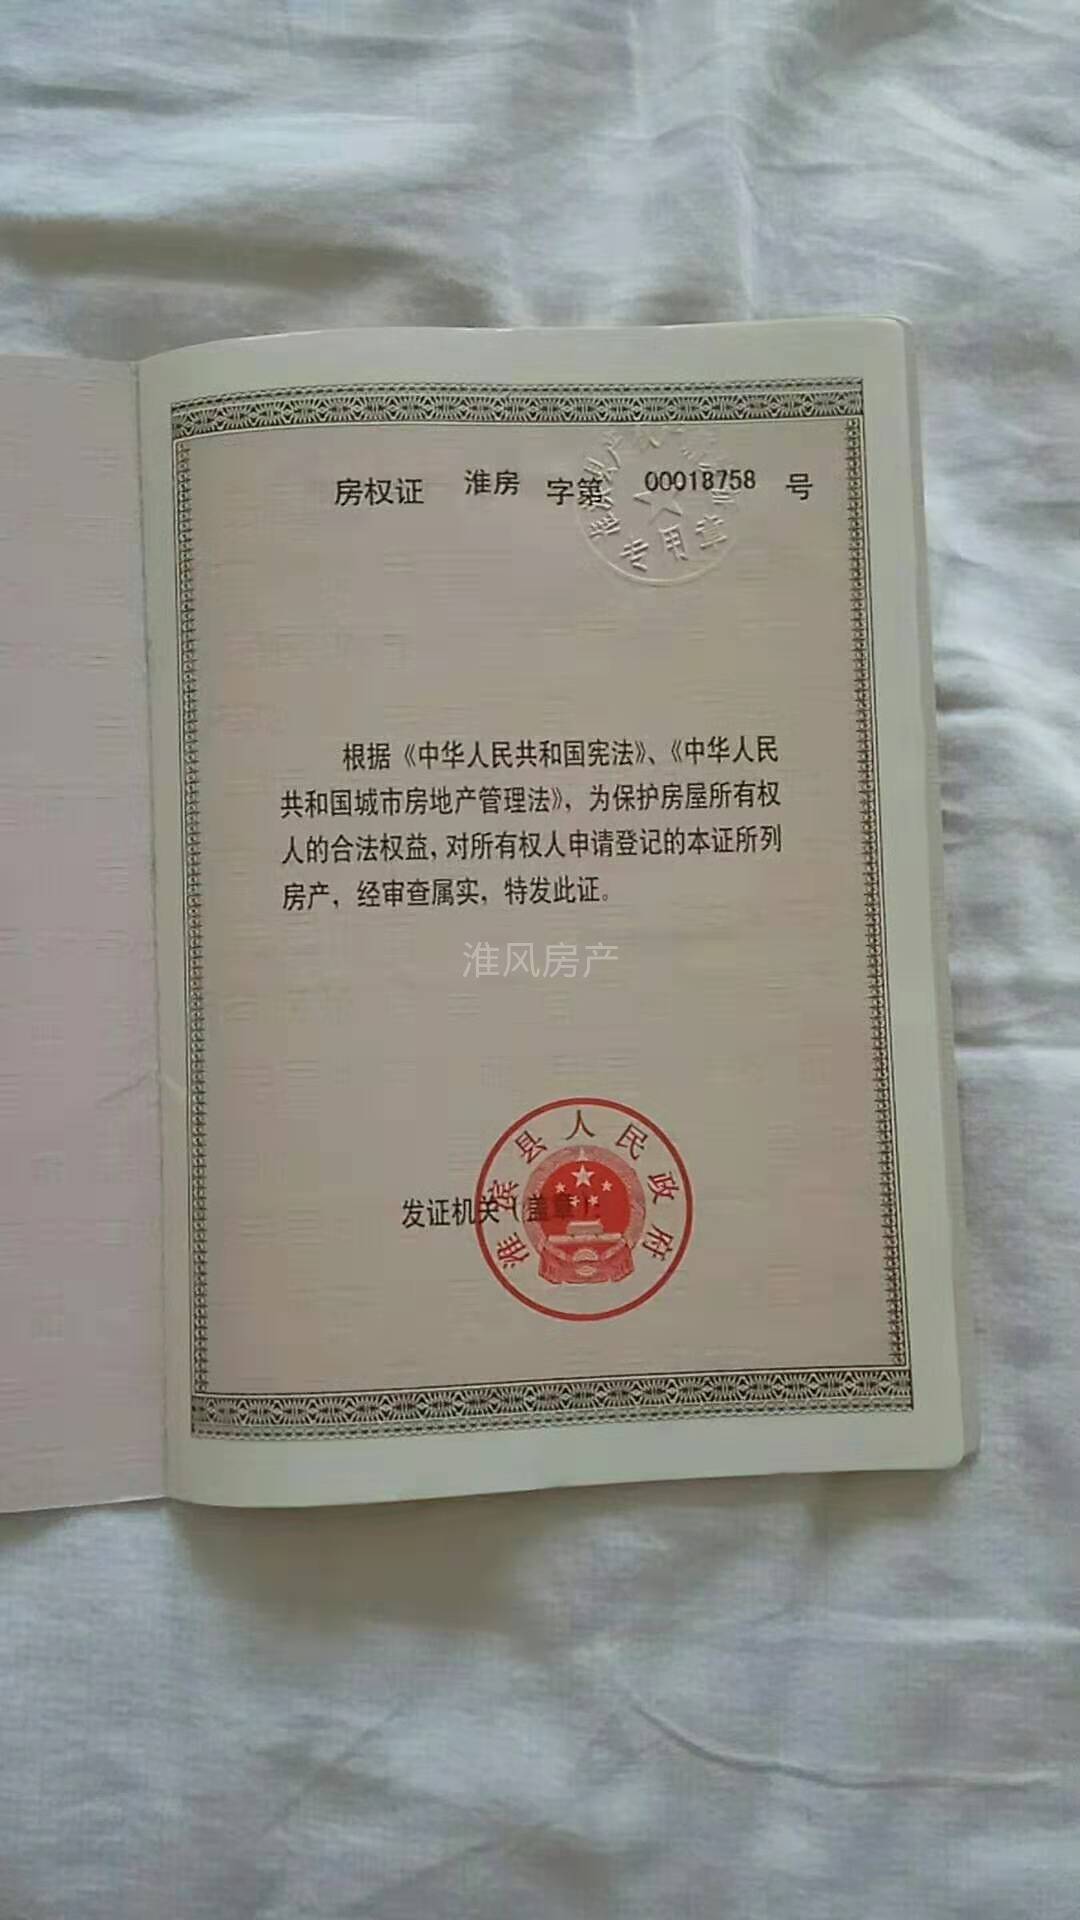 房权证 淮房 字第 00018758 号
专用章
根据《中华人民共和国宪法》、《中华人民
共和国城市房地产管理法》，为保护房屋所有权
人的合法权益，对所有权人申请登记的本证所列
房产，经审查属实，特发此证。
淮风房产
发证机关（盖章）：
淮滨县人民政府